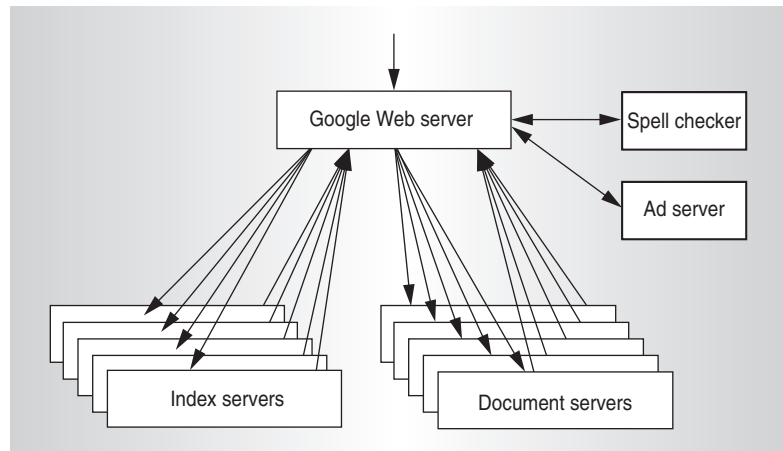 Google Web server
Spell checker
Ad server
Index servers
Document servers